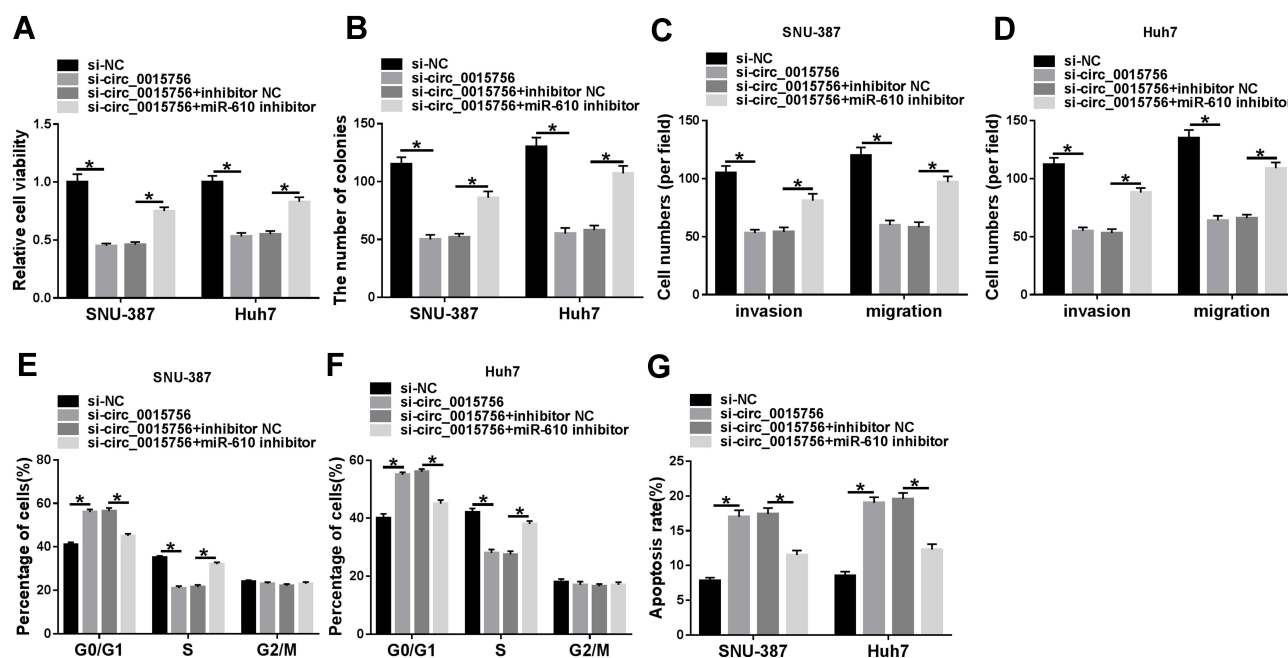 A
si-NC
si-circ_0015756
si-circ_0015756+inhibitor NC
si-circ_0015756+miR-610 inhibitor
Relative cell viability
1.5
1.0
0.5
0.0
*
*
*
*
SNU-387
Huh7
B
si-NC
si-circ_0015756
si-circ_0015756+inhibitor NC
si-circ_0015756+miR-610 inhibitor
The number of colonies
150
100
50
0
*
*
*
*
SNU-387
Huh7
C
SNU-387
si-NC
si-circ_0015756
si-circ_0015756+inhibitor NC
si-circ_0015756+miR-610 inhibitor
Cell numbers (per field)
150
100
50
0
*
*
*
*
invasion
migration
D
Huh7
si-NC
si-circ_0015756
si-circ_0015756+inhibitor NC
si-circ_0015756+miR-610 inhibitor
Cell numbers (per field)
150
100
50
0
*
*
*
*
invasion
migration
E
SNU-387
si-NC
si-circ_0015756
si-circ_0015756+inhibitor NC
si-circ_0015756+miR-610 inhibitor
Percentage of cells(%)
80
60
40
20
0
*
*
*
*
G0/G1
S
G2/M
F
Huh7
si-NC
si-circ_0015756
si-circ_0015756+inhibitor NC
si-circ_0015756+miR-610 inhibitor
Percentage of cells(%)
60
40
20
0
*
*
*
*
G0/G1
S
G2/M
G
si-NC
si-circ_0015756
si-circ_0015756+inhibitor NC
si-circ_0015756+miR-610 inhibitor
Apoptosis rate(%)
25
20
15
10
5
0
*
*
*
*
SNU-387
Huh7